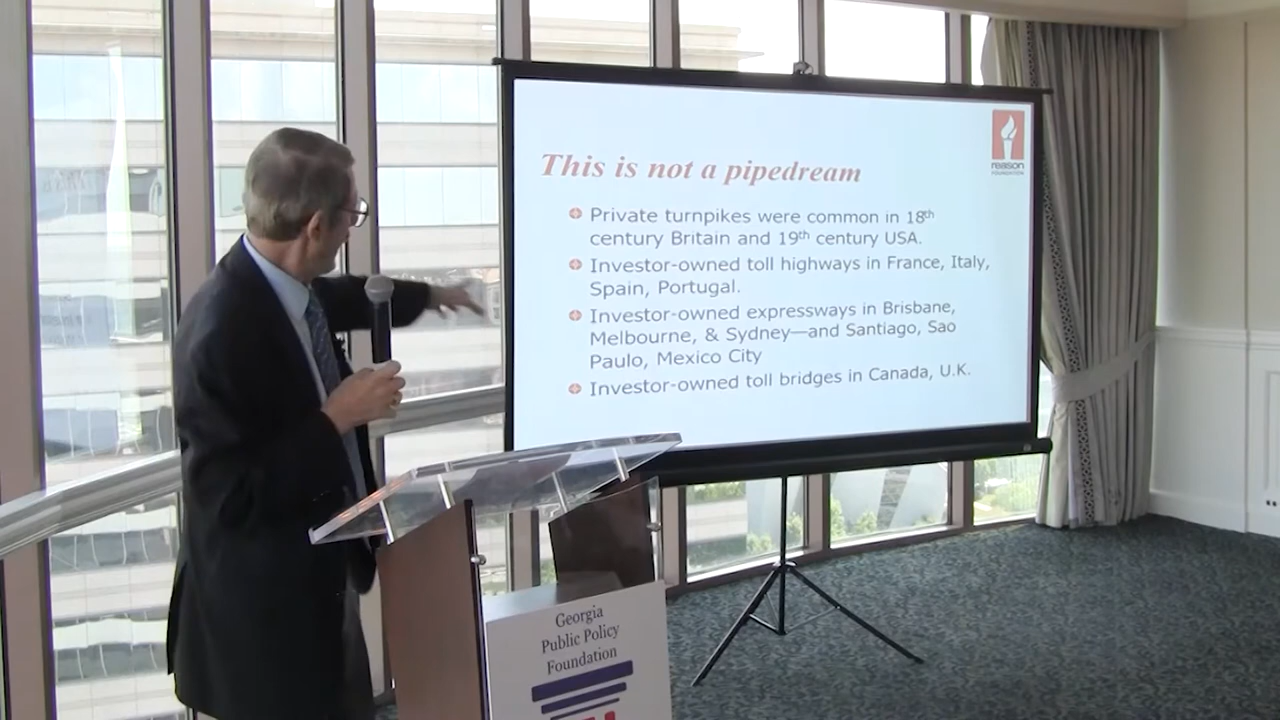 This is not a pipedream
reason
FOUNDATION
Private turnpikes were common in 18th
century Britain and 19th century USA.
Investor-owned toll highways in France, Italy,
Spain, Portugal.
Investor-owned expressways in Brisbane,
Melbourne, & Sydney—and Santiago, Sao
Paulo, Mexico City
Investor-owned toll bridges in Canada, U.K.
Georgia
Public Policy
Foundation